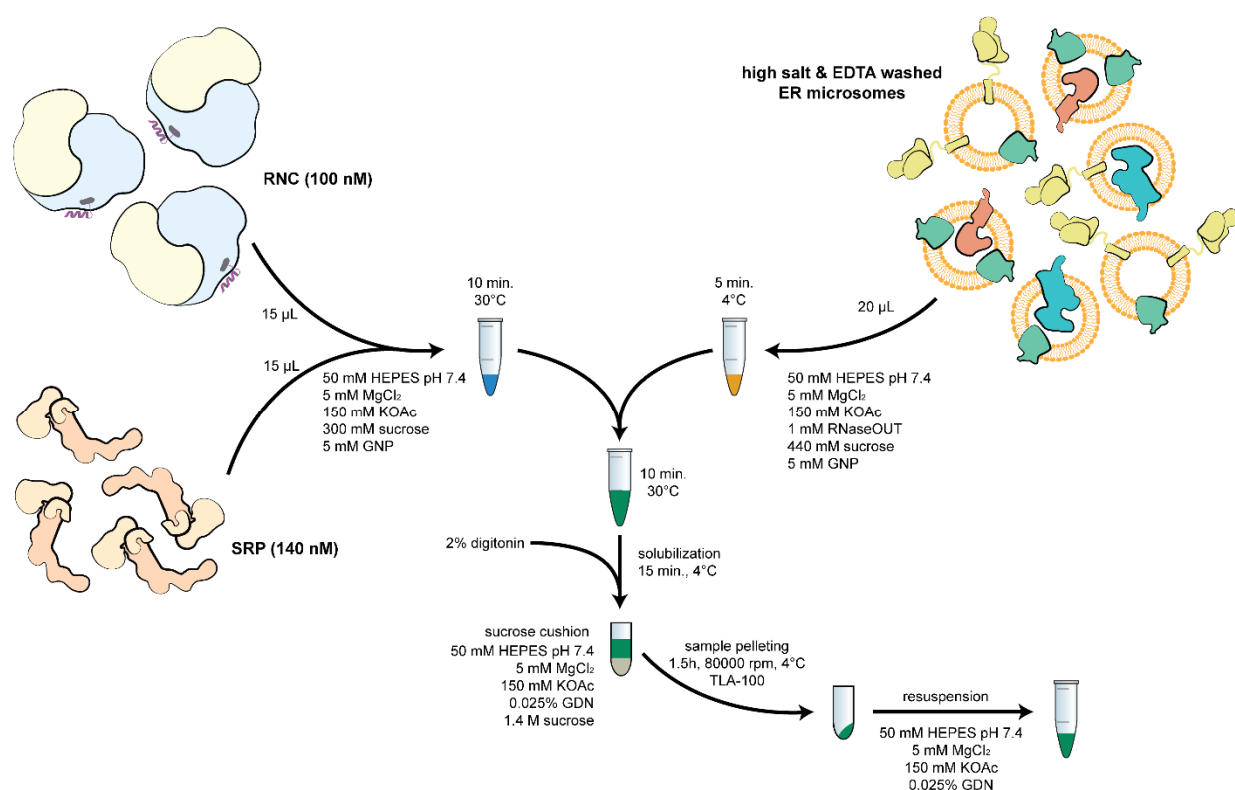 high salt & EDTA washed
ER microsomes
RNC (100 nM)
10 min.
30°C
5 min.
4°C
15 µL
20 µL
15 µL
50 mM HEPES pH 7.4
5 mM MgCl₂
150 mM KOAc
300 mM sucrose
5 mM GNP
50 mM HEPES pH 7.4
5 mM MgCl₂
150 mM KOAc
1 mM RNaseOUT
440 mM sucrose
5 mM GNP
10 min.
30°C
SRP (140 nM)
2% digitonin
solubilization
15 min., 4°C
sucrose cushion
50 mM HEPES pH 7.4
5 mM MgCl₂
150 mM KOAc
0.025% GDN
1.4 M sucrose
sample pelleting
1.5h, 80000 rpm, 4°C
TLA-100
resuspension
50 mM HEPES pH 7.4
5 mM MgCl₂
150 mM KOAc
0.025% GDN